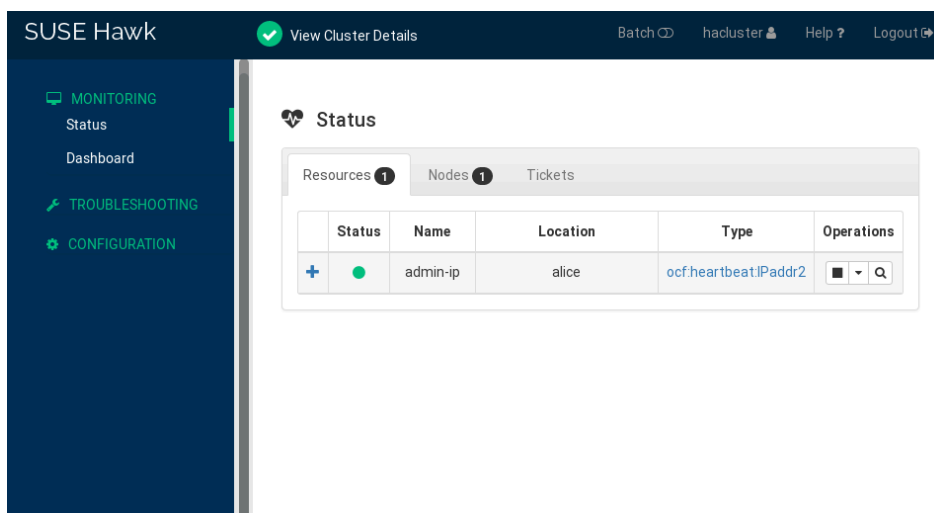 SUSE Hawk
View Cluster Details
Batch
hacluster
Help ?
Logout
MONITORING
Status
Dashboard
TROUBLESHOOTING
CONFIGURATION
Status
Resources 1
Nodes 1
Tickets
Status Name Location Type Operations
admin-ip alice ocf:heartbeat:IPaddr2